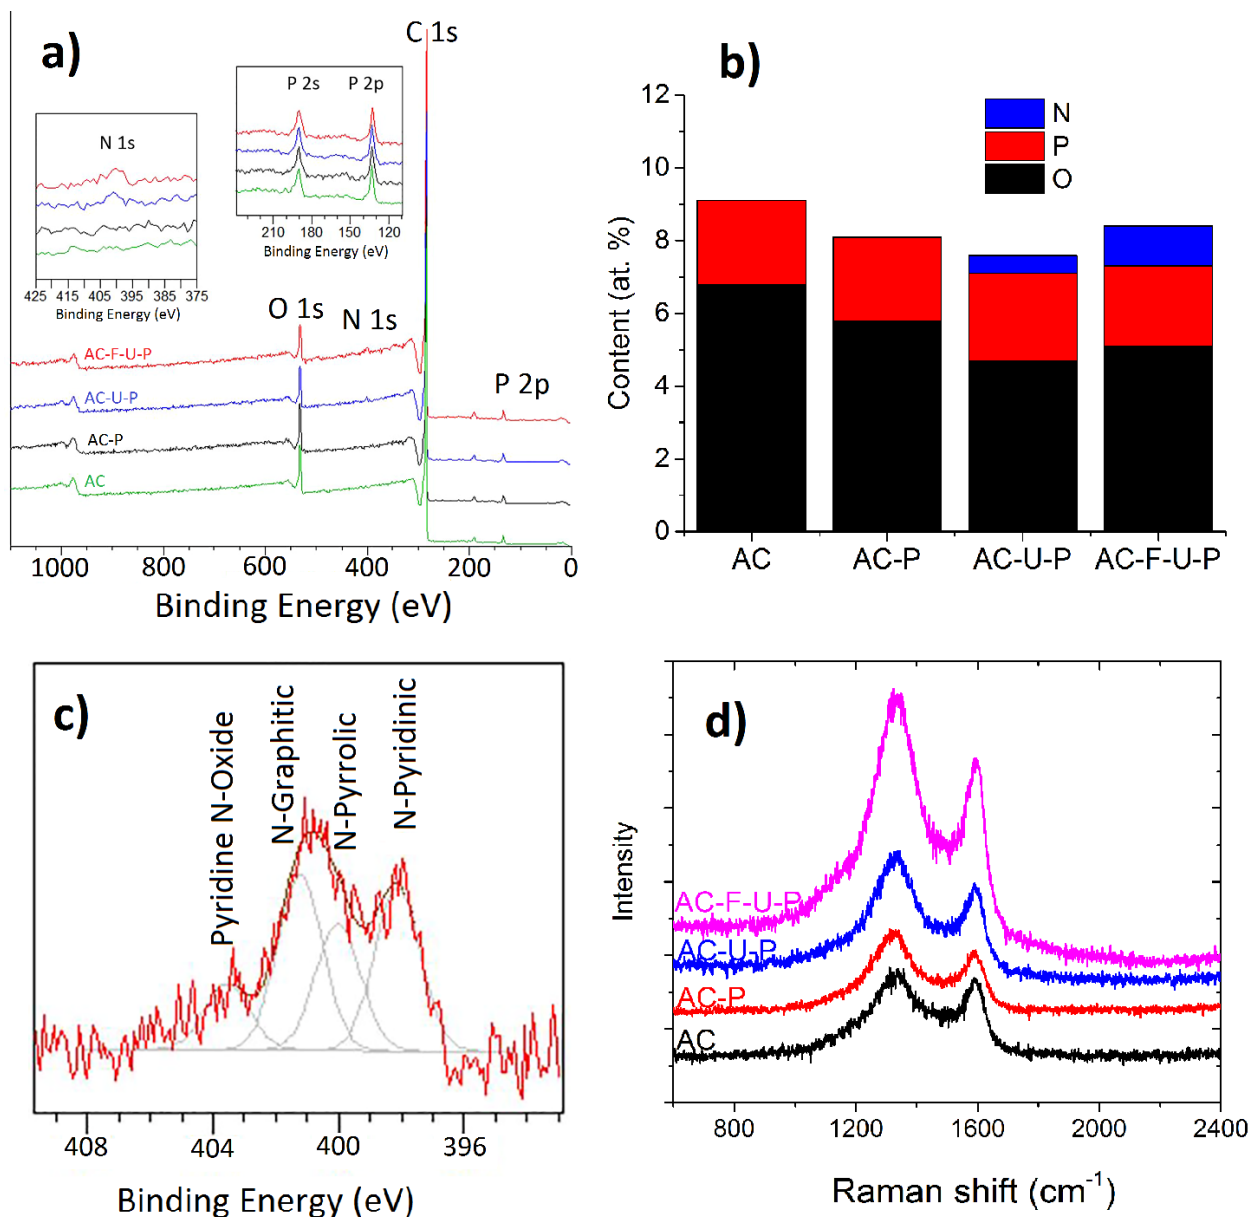 a)
C 1s
P 2s P 2p
N 1s
210 180 150 120
Binding Energy (eV)
425 415 405 395 385 375
Binding Energy (eV)
O 1s
N 1s
P 2p
AC-F-U-P
AC-U-P
AC-P
AC
1000 800 600 400 200 0
Binding Energy (eV)
b)
12
10
8
6
4
2
0
Content (at. %)
N
P
O
AC AC-P AC-U-P AC-F-U-P
c)
Pyridine N-Oxide
N-Graphitic
N-Pyrrolic
N-Pyridinic
408 404 400 396
Binding Energy (eV)
d)
Intensity
AC-F-U-P
AC-U-P
AC-P
AC
800 1200 1600 2000 2400
Raman shift (cm⁻¹)